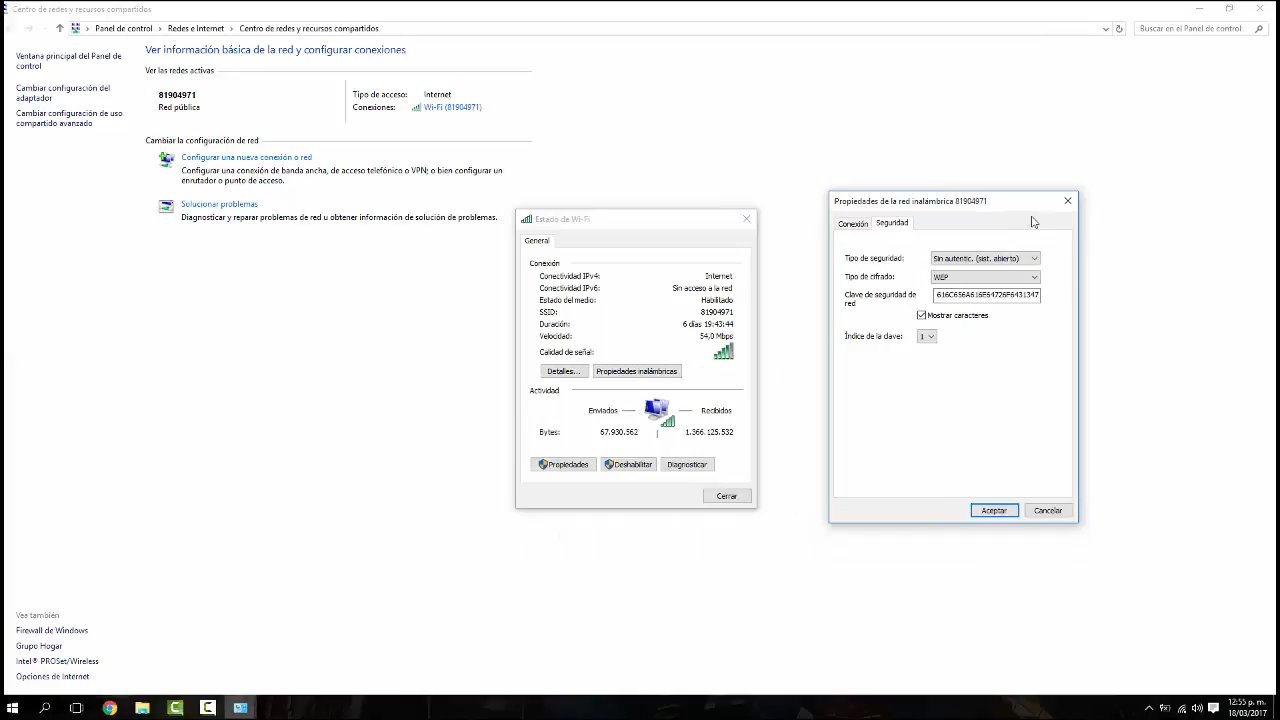 Centro de redes y recursos compartidos
Panel de control > Redes e Internet > Centro de redes y recursos compartidos
Buscar en el Panel de control
Ventana principal del Panel de
control
Cambiar configuración del
adaptador
Cambiar configuración de uso
compartido avanzado
Ver información básica de la red y configurar conexiones
Ver las redes activas
81904971
Red pública
Tipo de acceso: Internet
Conexiones: Wi-Fi (81904971)
Cambiar la configuración de red
Configurar una nueva conexión o red
Configurar una conexión de banda ancha, de acceso telefónico o VPN; o bien configurar un
enrutador o punto de acceso.
Solucionar problemas
Diagnosticar y reparar problemas de red u obtener información de solución de problemas.
Estado de Wi-Fi
General
Conexión
Conectividad IPv4: Internet
Conectividad IPv6: Sin acceso a la red
Estado del medio: Habilitado
SSID: 81904971
Duración: 6 días 19:43:44
Velocidad: 54,0 Mbps
Calidad de señal:
Detalles... Propiedades inalámbricas
Actividad
Enviados Recibidos
Bytes: 67.930.562 1.366.125.532
Propiedades Deshabilitar Diagnosticar
Cerrar
Propiedades de la red inalámbrica 81904971
Conexión Seguridad
Tipo de seguridad: Sin autentic. (sist. abierto)
Tipo de cifrado: WEP
Clave de seguridad de
red
616C656A616E64726F6431347
Mostrar caracteres
Índice de la clave: 1
Aceptar Cancelar
Vea también
Firewall de Windows
Grupo Hogar
Intel® PROSet/Wireless
Opciones de Internet
12:55 p. m.
18/03/2017